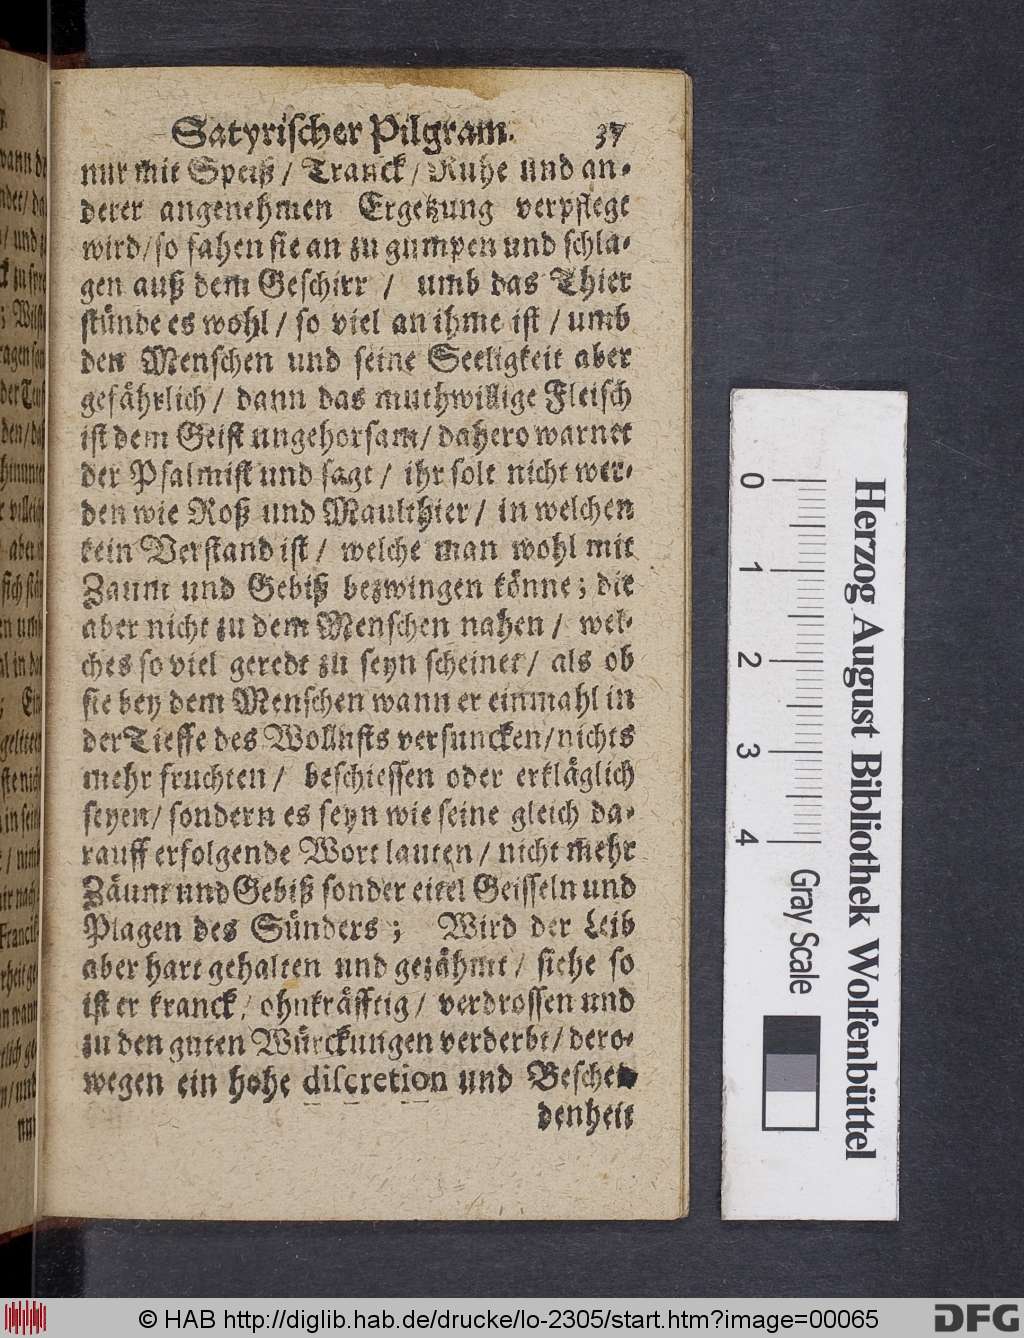 Satyrischer Pilgram. 37
nur mit Speiß / Tranck / Ruhe und an-
derer angenehmen Ergetzung verpflegt
wird / so fahen sie an zu gumpen und schla-
gen auß dem Geschirr / umb das Thier
stünde es wohl / so viel an ihme ist / umb
den Menschen und seine Seeligkeit aber
gefährlich / dann das muthwillige Fleisch
ist dem Geist ungehorsam / dahero warnet
der Psalmist und sagt / ihr solt nicht wer-
den wie Roß und Maulthier / in welchen
kein Verstand ist / welche man wohl mit
Zaum und Gebiß bezwingen könne; die
aber nicht zu dem Menschen nahen / wel-
ches so viel geredt zu seyn scheinet / als ob
sie bey dem Menschen wann er einmahl in
der Tieffe des Wollusts versuncken / nichts
mehr fruchten / beschiessen oder erkläglich
seyen / sondern es seyn wie seine gleich da-
rauff erfolgende Wort lauten / nicht mehr
Zäum und Gebiß sonder eitel Geisseln und
Plagen des Sünders; Wird der Leib
aber hart gehalten und gezähmt / siehe so
ist er kranck / ohnkräfftig / verdrossen und
zu den guten Würckungen verderbt / dero-
wegen ein hohe discretion und Beschei-
denheit
0 1 2 3 4
Gray Scale
Herzog August Bibliothek Wolfenbüttel
© HAB http://diglib.hab.de/drucke/lo-2305/start.htm?image=00065
DFG